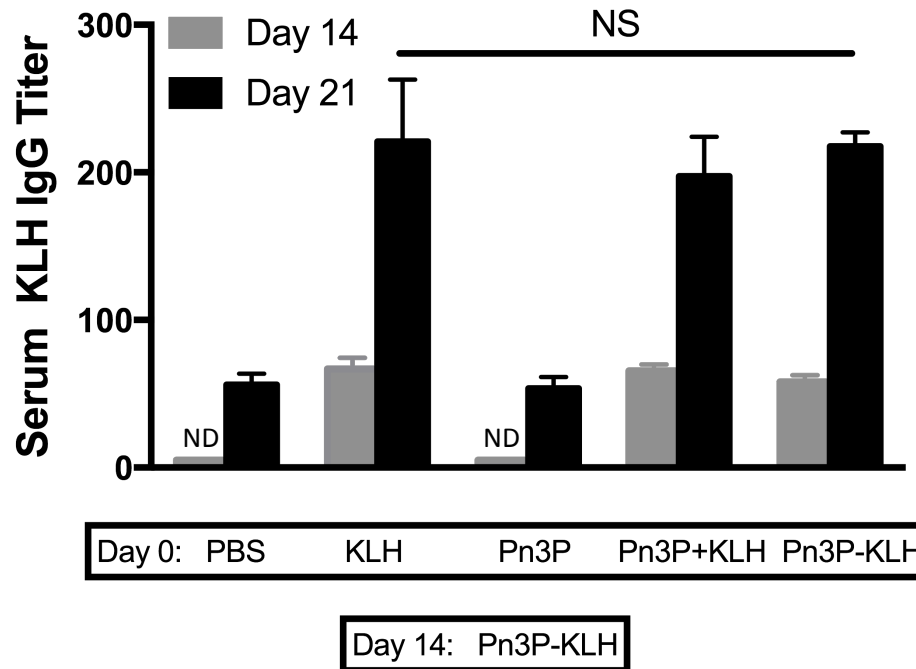 Serum KLH IgG Titer
300
200
100
0
Day 14
Day 21
NS
ND
ND
Day 0: PBS KLH Pn3P Pn3P+KLH Pn3P-KLH
Day 14: Pn3P-KLH